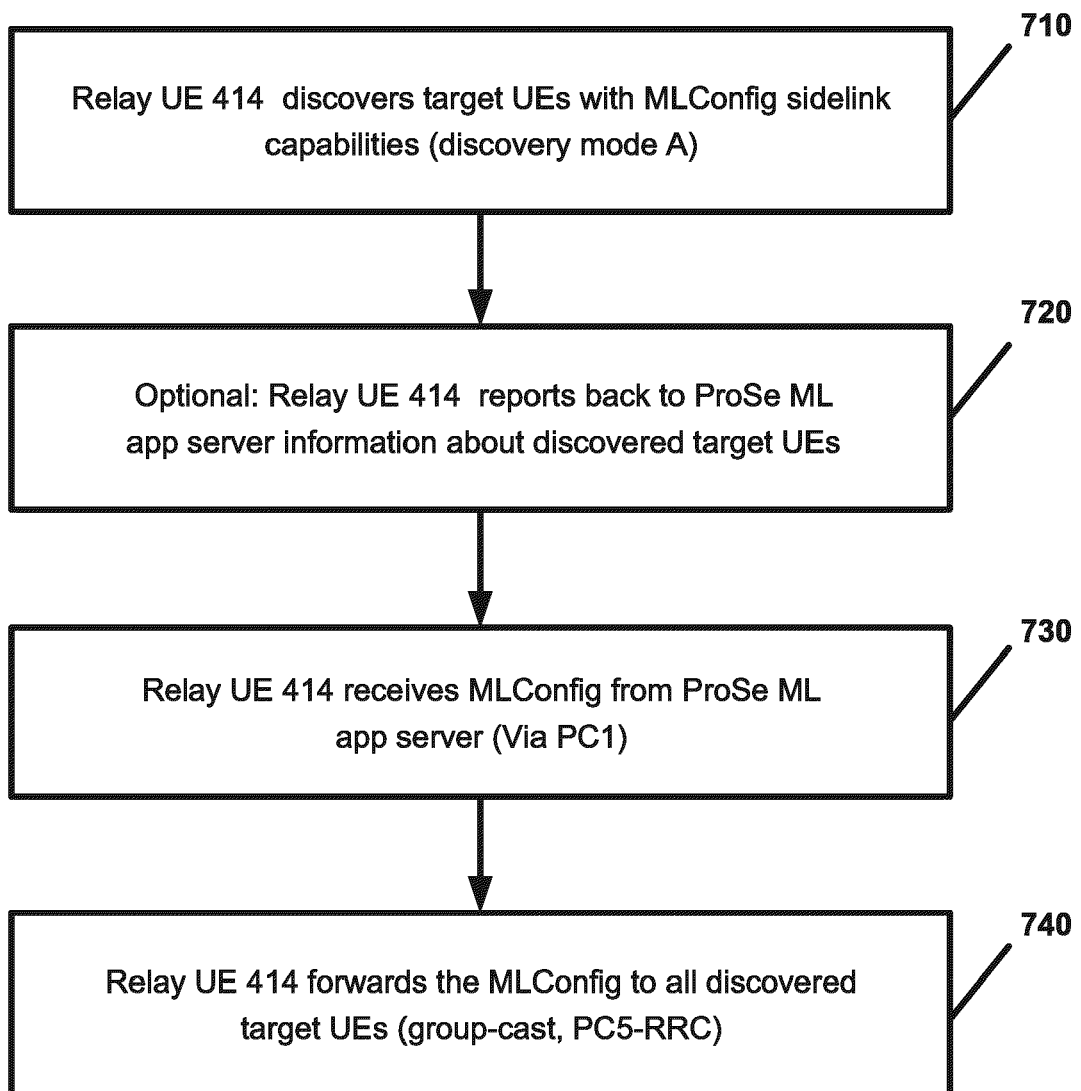 710
Relay UE 414 discovers target UEs with MLConfig sidelink
capabilities (discovery mode A)
720
Optional: Relay UE 414 reports back to ProSe ML
app server information about discovered target UEs
730
Relay UE 414 receives MLConfig from ProSe ML
app server (Via PC1)
740
Relay UE 414 forwards the MLConfig to all discovered
target UEs (group-cast, PC5-RRC)